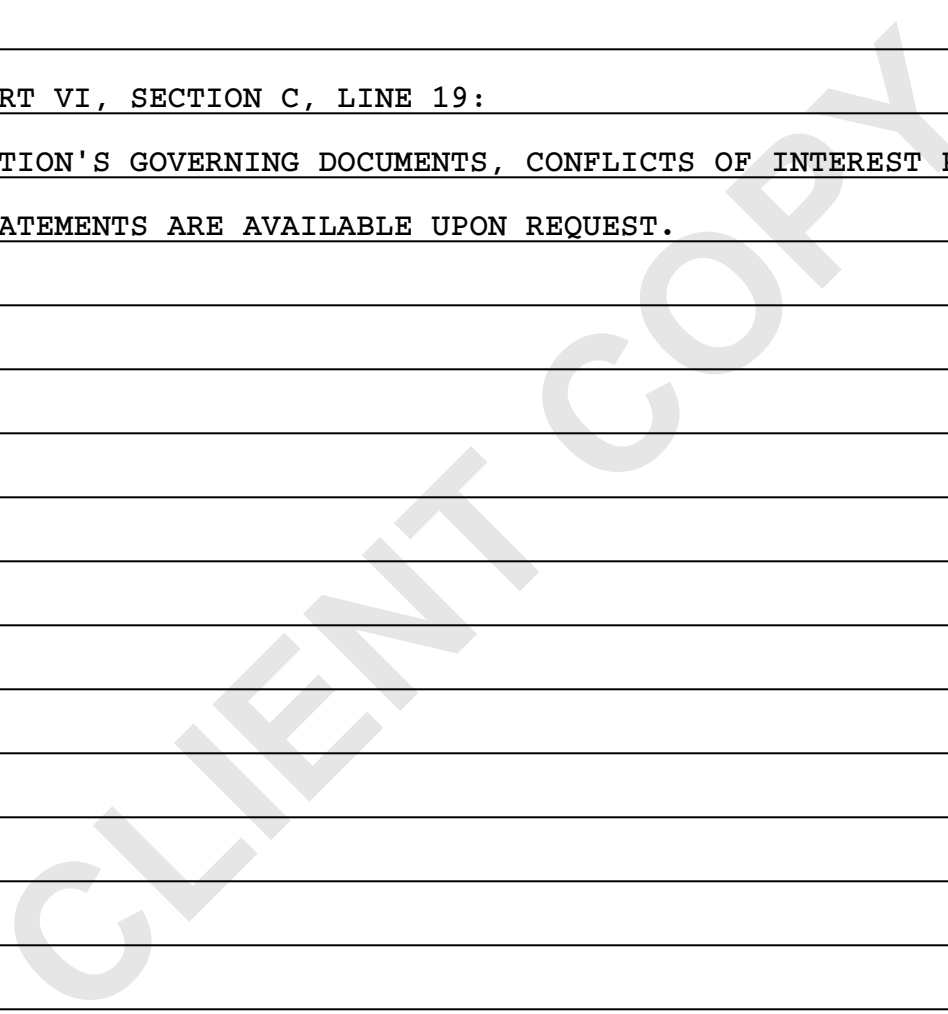 RT VI, SECTION C, LINE 19:
TION'S GOVERNING DOCUMENTS, CONFLICTS OF INTEREST
ATEMENTS ARE AVAILABLE UPON REQUEST.
CLIENT COPY